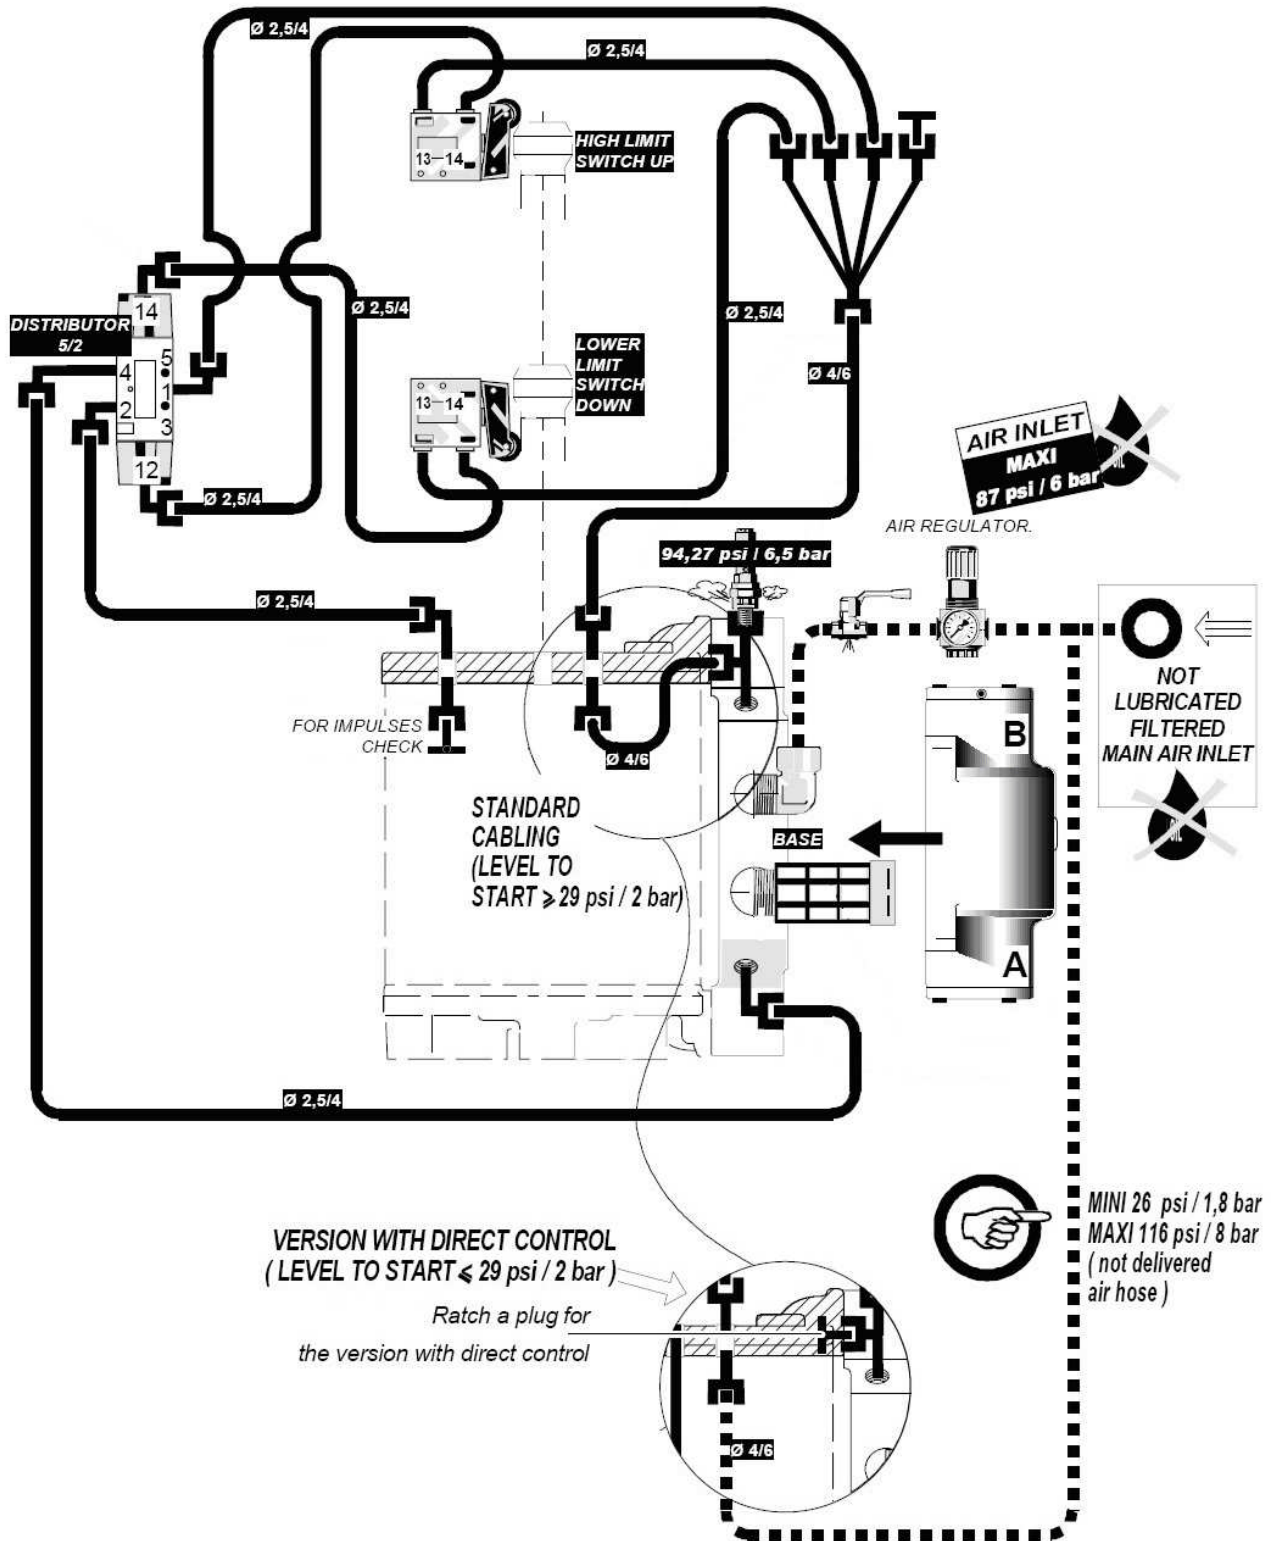 Ø 2,5/4
Ø 2,5/4
HIGH LIMIT
SWITCH UP
13—14
14
Ø 2,5/4
Ø 2,5/4
DISTRIBUTOR
5/2
5
4
1
2
3
12
LOWER
LIMIT
SWITCH
DOWN
13—14
Ø 4/6
Ø 2,5/4
AIR INLET
MAXI
87 psi / 6 bar
OIL
AIR REGULATOR.
94,27 psi / 6,5 bar
Ø 2,5/4
NOT
LUBRICATED
FILTERED
MAIN AIR INLET
OIL
FOR IMPULSES
CHECK
Ø 4/6
B
STANDARD
CABLING
(LEVEL TO
START ⩾ 29 psi / 2 bar)
BASE
A
Ø 2,5/4
MINI 26 psi / 1,8 bar
MAXI 116 psi / 8 bar
( not delivered
air hose )
VERSION WITH DIRECT CONTROL
( LEVEL TO START ⩽ 29 psi / 2 bar )
Ratch a plug for
the version with direct control
Ø 4/6